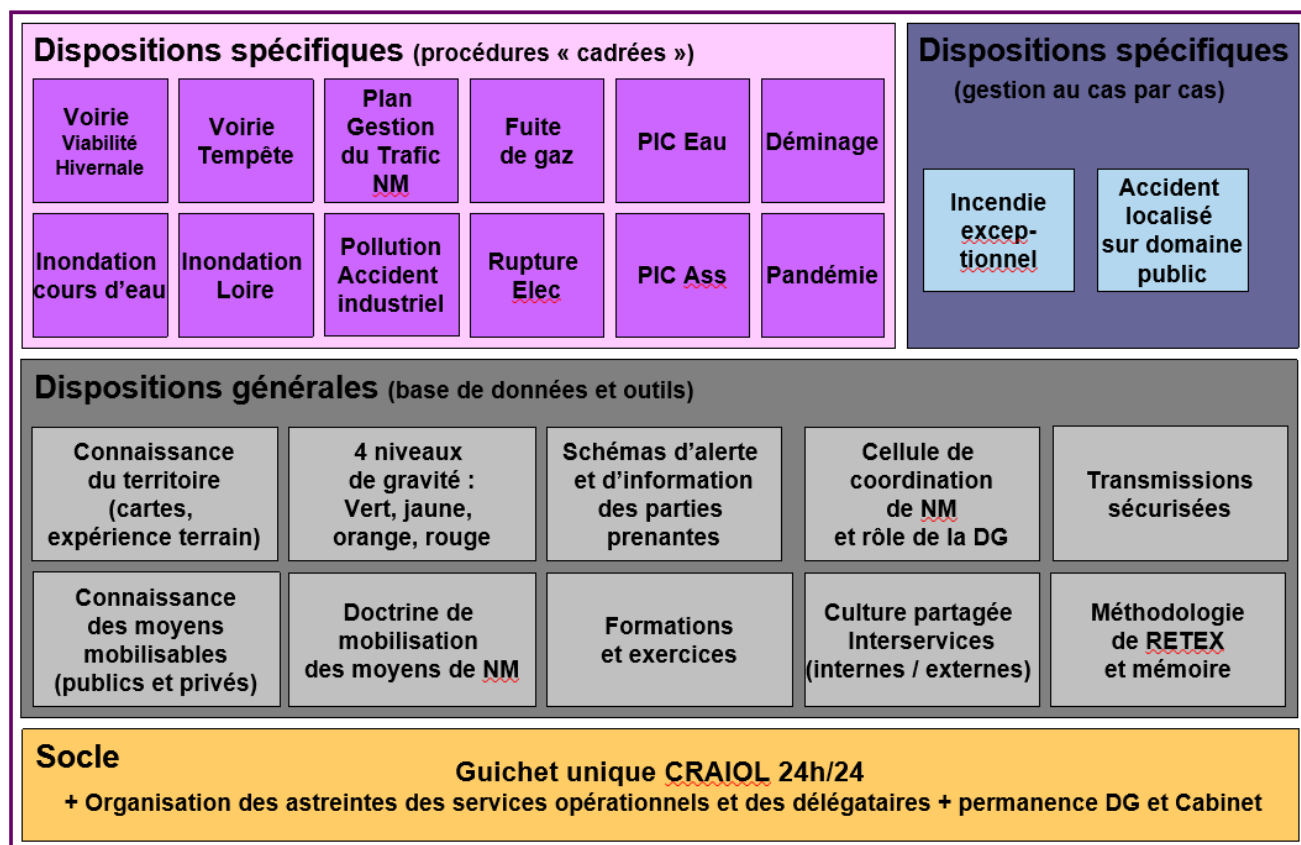 Dispositions spécifiques (procédures « cadrées »)
Voirie
Viabilité
Hivernale
Voirie
Tempête
Plan
Gestion
du Trafic
NM
Fuite
de gaz
PIC Eau
Déminage
Inondation
cours d'eau
Inondation
Loire
Pollution
Accident
industriel
Rupture
Elec
PIC Ass
Pandémie
Dispositions spécifiques
(gestion au cas par cas)
Incendie
excep-
tionnel
Accident
localisé
sur domaine
public
Dispositions générales (base de données et outils)
Connaissance
du territoire
(cartes,
expérience terrain)
4 niveaux
de gravité :
Vert, jaune,
orange, rouge
Schémas d'alerte
et d'information
des parties
prenantes
Cellule de
coordination
de NM
et rôle de la DG
Transmissions
sécurisées
Connaissance
des moyens
mobilisables
(publics et privés)
Doctrine de
mobilisation
des moyens de NM
Formations
et exercices
Culture partagée
Interservices
(internes / externes)
Méthodologie
de RETEX
et mémoire
Socle
Guichet unique CRAIOL 24h/24
+ Organisation des astreintes des services opérationnels et des délégataires + permanence DG et Cabinet